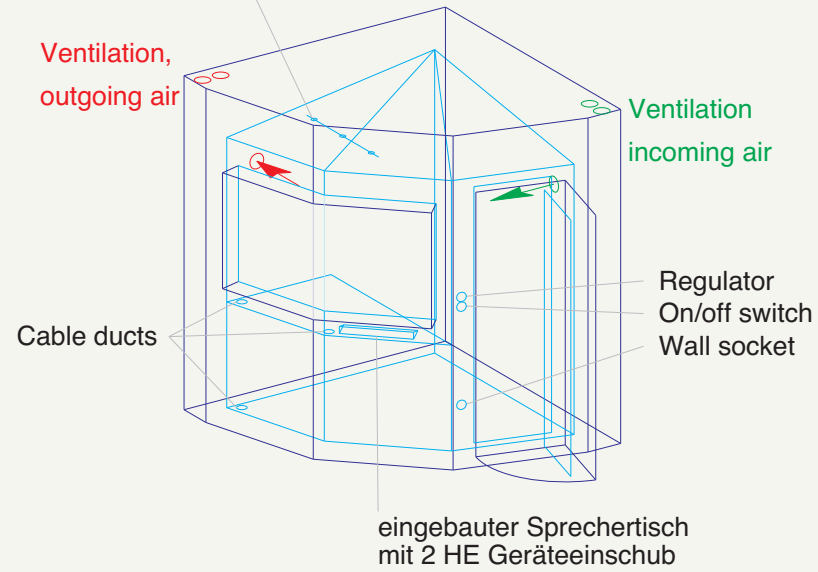 Ventilation,
outgoing air
Ventilation
incoming air
Regulator
On/off switch
Wall socket
Cable ducts
eingebauter Sprechertisch
mit 2 HE Geräteeinschub